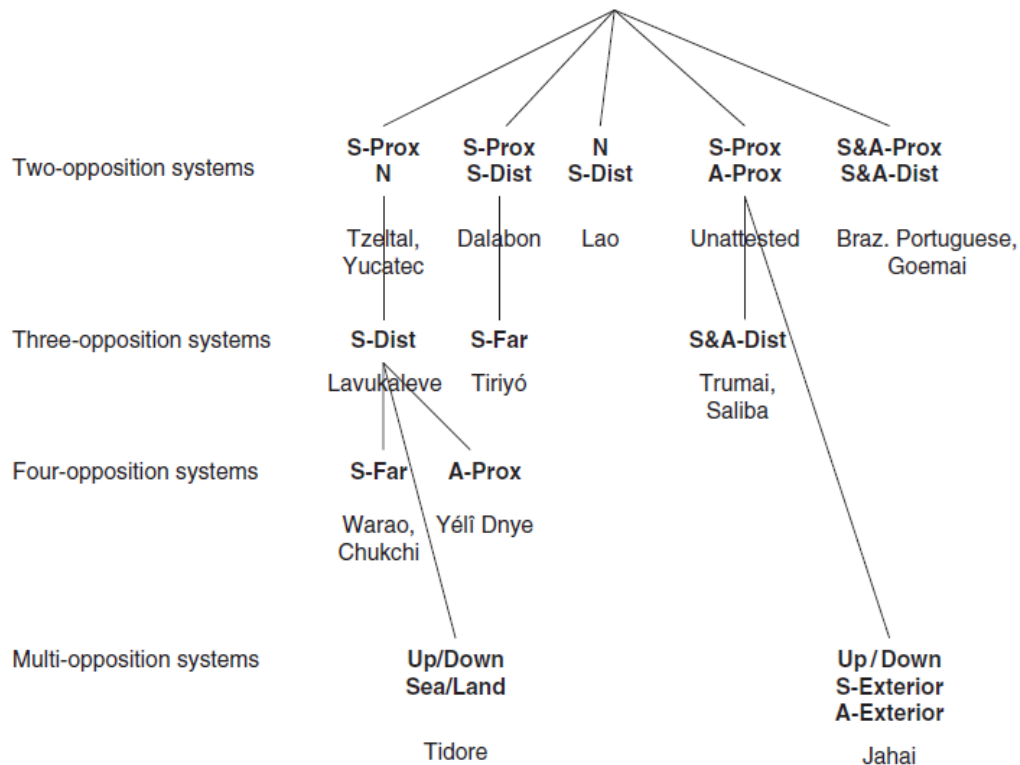 S-Prox S-Prox N S-Prox S&A-Prox
Two-opposition systems N S-Dist S-Dist A-Prox S&A-Dist
Tzeltal, Dalabon Lao Unattested Braz. Portuguese,
Yucatec Goemai
Three-opposition systems S-Dist S-Far S&A-Dist
Lavukaleve Tiriyó Trumai,
Saliba
Four-opposition systems S-Far A-Prox
Warao, Yélî Dnye
Chukchi
Multi-opposition systems Up/Down Up/Down
Sea/Land S-Exterior
A-Exterior
Tidore Jahai